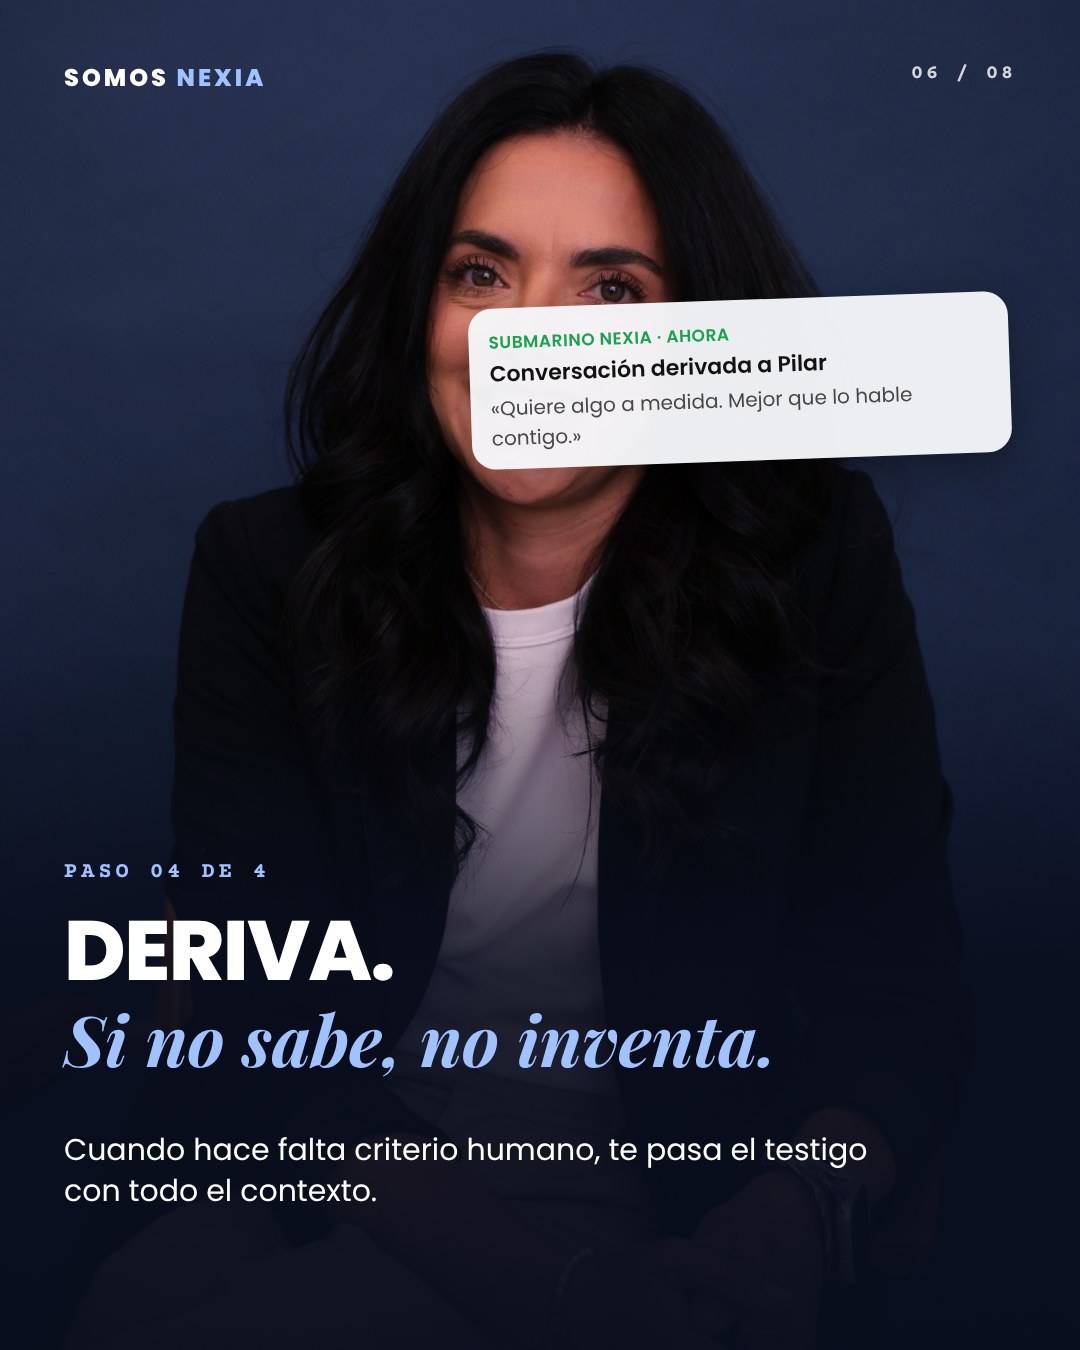 SOMOS NEXIA
06 / 08
SUBMARINO NEXIA · AHORA
Conversación derivada a Pilar
«Quiere algo a medida. Mejor que lo hable
contigo.»
PASO 04 DE 4
DERIVA.
Si no sabe, no inventa.
Cuando hace falta criterio humano, te pasa el testigo
con todo el contexto.